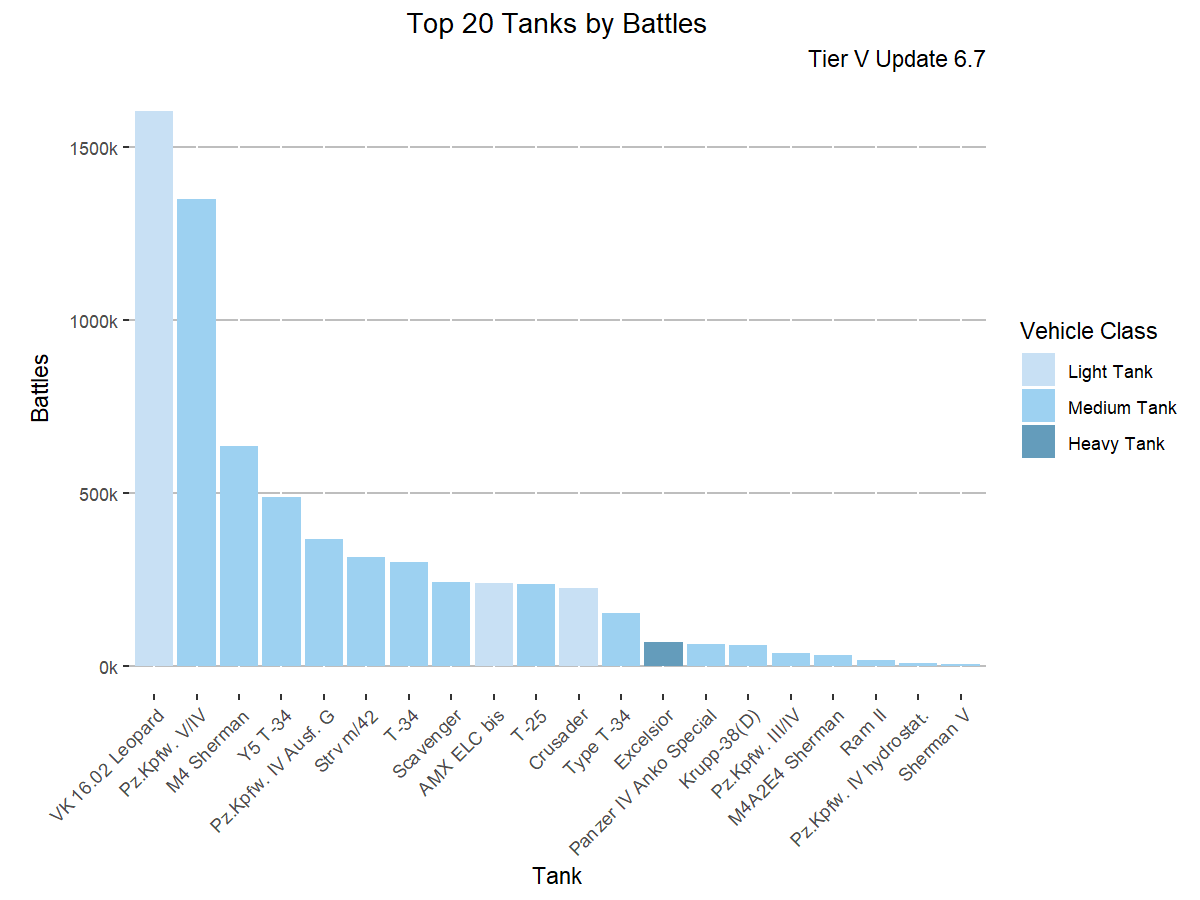 Top 20 Tanks by Battles
Tier V Update 6.7
Battles
1500k
1000k
500k
0k
VK 16.02 Leopard
Pz.Kpfw. V/IV
M4 Sherman
Y5 T-34
Pz.Kpfw. IV Ausf. G
Strv m/42
T-34
Scavenger
AMX ELC bis
T-25
Crusader
Type T-34
Excelsior
Panzer IV Anko Special
Krupp-38(D)
Pz.Kpfw. III/IV
M4A2E4 Sherman
Ram II
Pz.Kpfw. IV hydrostat.
Sherman V
Tank
Vehicle Class
Light Tank
Medium Tank
Heavy Tank